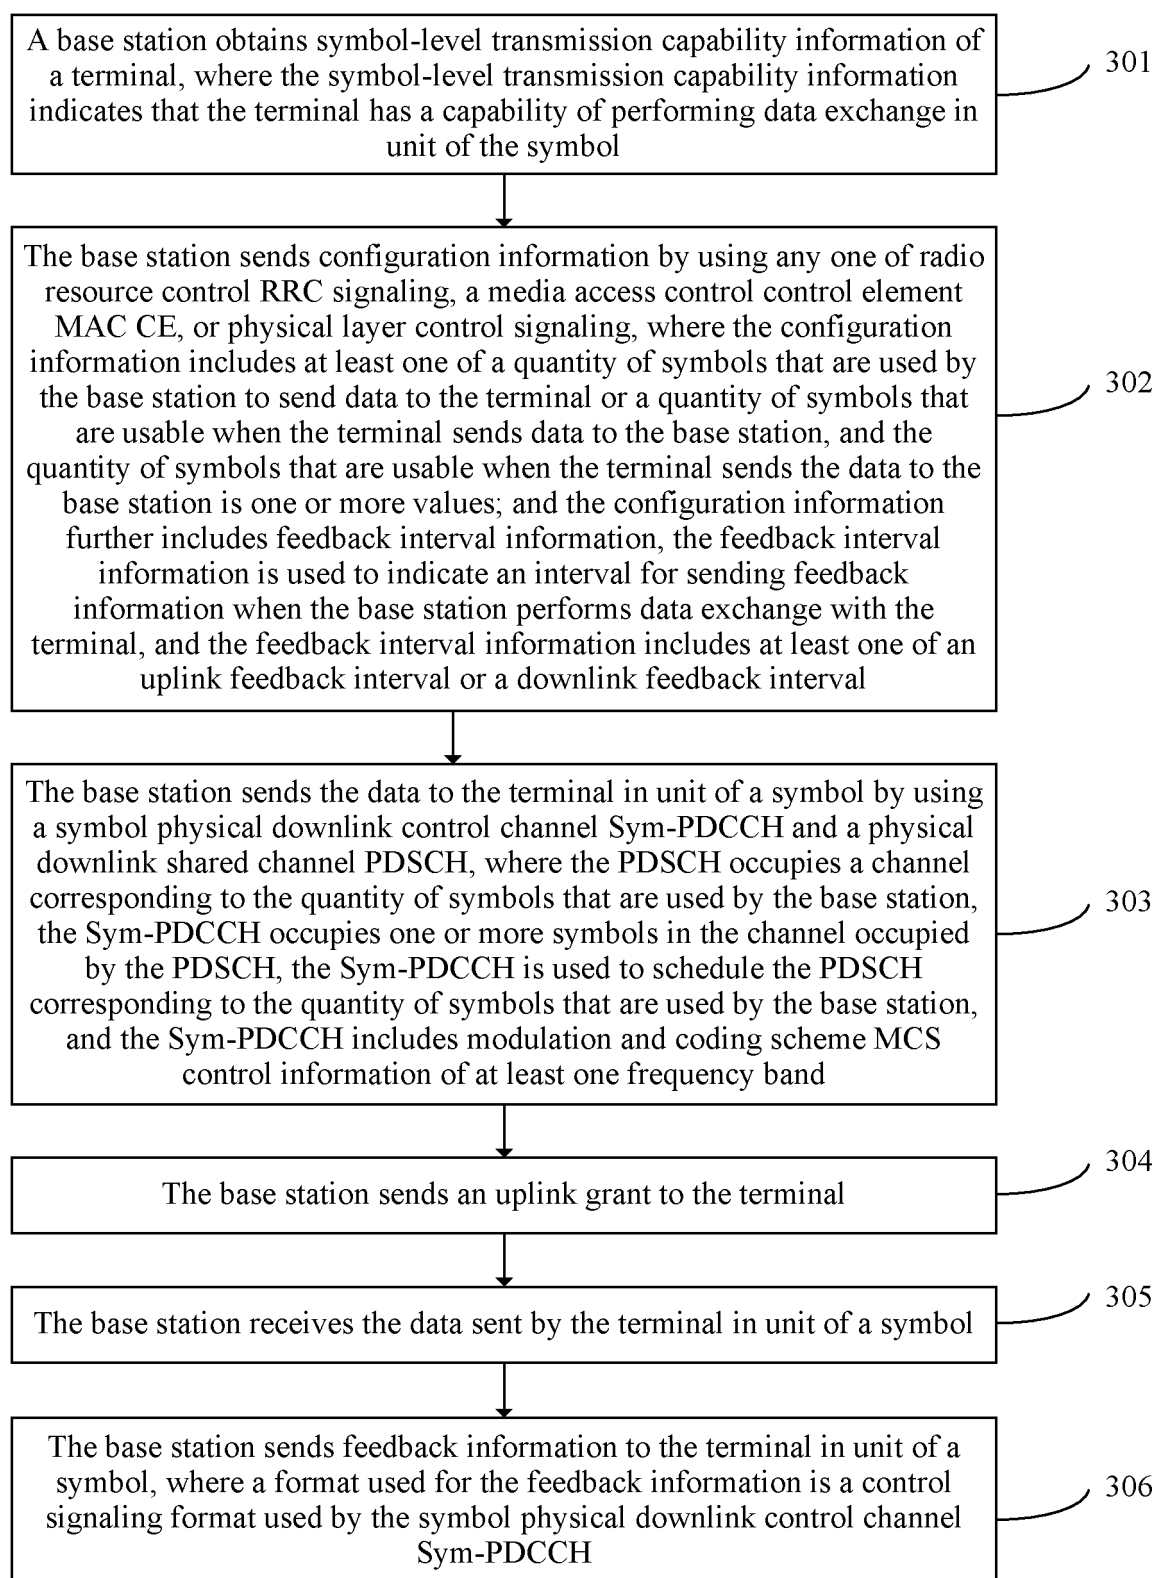 A base station obtains symbol-level transmission capability information of
a terminal, where the symbol-level transmission capability information
indicates that the terminal has a capability of performing data exchange in
unit of the symbol
301
The base station sends configuration information by using any one of radio
resource control RRC signaling, a media access control control element
MAC CE, or physical layer control signaling, where the configuration
information includes at least one of a quantity of symbols that are used by
the base station to send data to the terminal or a quantity of symbols that
are usable when the terminal sends data to the base station, and the
quantity of symbols that are usable when the terminal sends the data to the
base station is one or more values; and the configuration information
further includes feedback interval information, the feedback interval
information is used to indicate an interval for sending feedback
information when the base station performs data exchange with the
terminal, and the feedback interval information includes at least one of an
uplink feedback interval or a downlink feedback interval
302
The base station sends the data to the terminal in unit of a symbol by using
a symbol physical downlink control channel Sym-PDCCH and a physical
downlink shared channel PDSCH, where the PDSCH occupies a channel
corresponding to the quantity of symbols that are used by the base station,
the Sym-PDCCH occupies one or more symbols in the channel occupied
by the PDSCH, the Sym-PDCCH is used to schedule the PDSCH
corresponding to the quantity of symbols that are used by the base station,
and the Sym-PDCCH includes modulation and coding scheme MCS
control information of at least one frequency band
303
The base station sends an uplink grant to the terminal
304
The base station receives the data sent by the terminal in unit of a symbol
305
The base station sends feedback information to the terminal in unit of a
symbol, where a format used for the feedback information is a control
signaling format used by the symbol physical downlink control channel
Sym-PDCCH
306